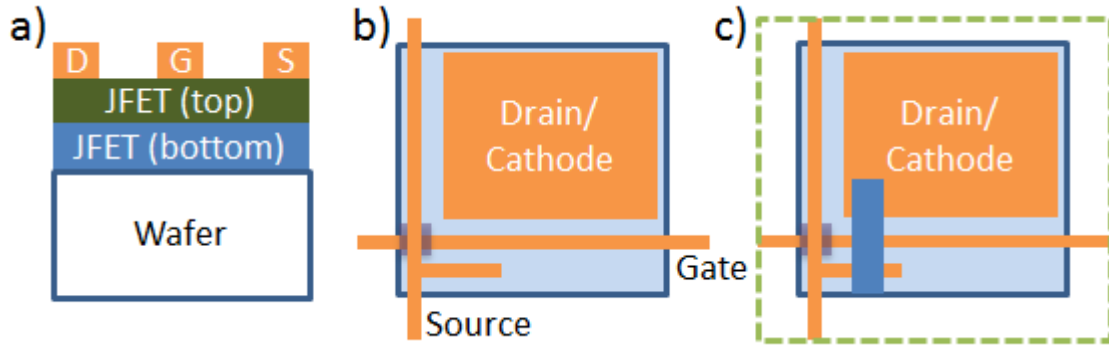 a)
D G S
JFET (top)
JFET (bottom)
Wafer
b)
Drain/
Cathode
Gate
Source
c)
Drain/
Cathode